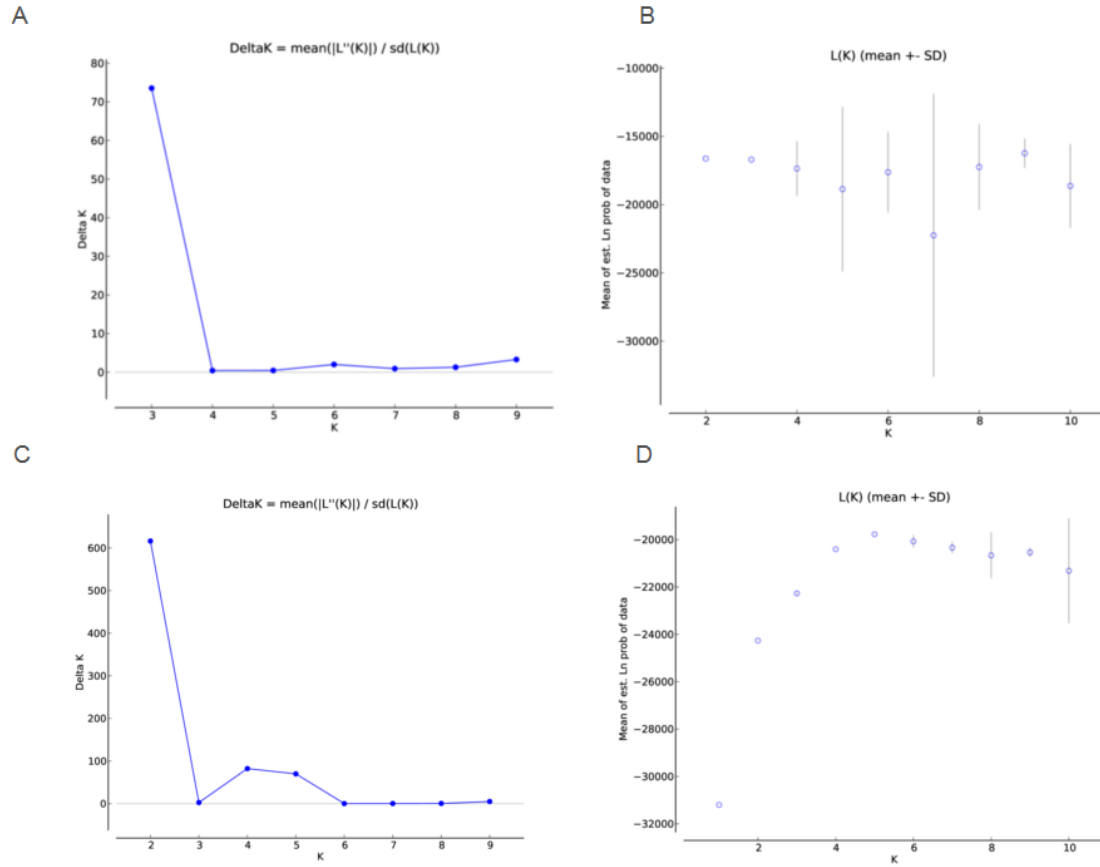 A
DeltaK = mean(|L''(K)|) / sd(L(K))
80
70
60
50
40
30
20
10
0
Delta K
3 4 5 6 7 8 9
K
B
L(K) (mean +- SD)
−10000
−15000
−20000
−25000
−30000
Mean of est. Ln prob of data
2 4 6 8 10
K
C
DeltaK = mean(|L''(K)|) / sd(L(K))
600
500
400
300
200
100
0
Delta K
2 3 4 5 6 7 8 9
K
D
L(K) (mean +- SD)
−20000
−22000
−24000
−26000
−28000
−30000
−32000
Mean of est. Ln prob of data
2 4 6 8 10
K